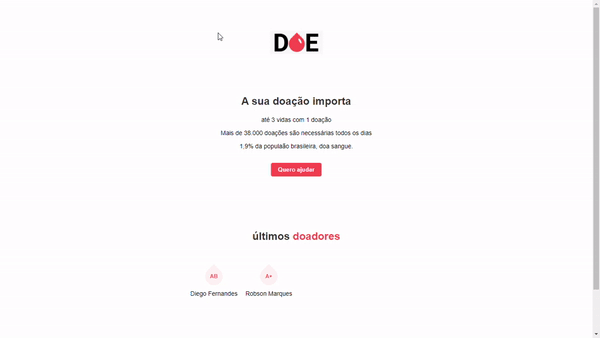 DOE
A sua doação importa
até 3 vidas com 1 doação
Mais de 38.000 doações são necessárias todos os dias
1,9% da populaão brasileira, doa sangue.
Quero ajudar
últimos doadores
AB A+
Diego Fernandes Robson Marques